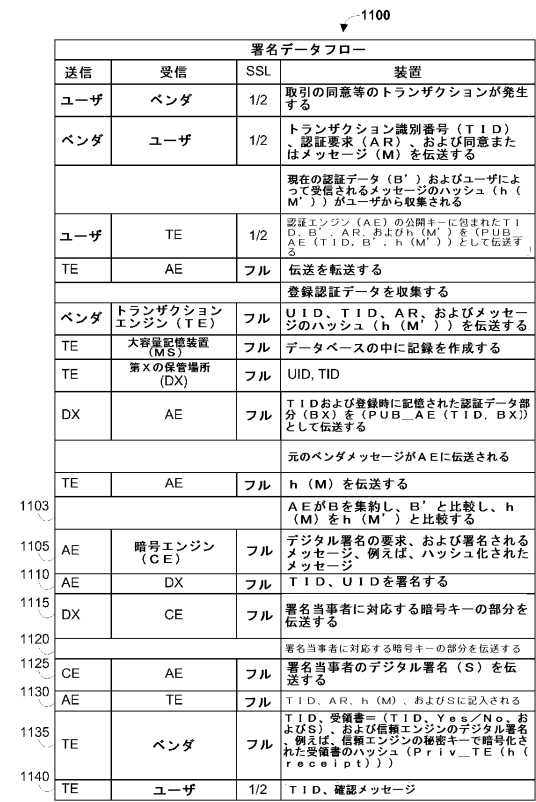 1100
署名データフロー
送信 受信 SSL 装置
ユーザ ベンダ 1/2 取引の同意等のトランザクションが発生
する
ベンダ ユーザ 1/2 トランザクション識別番号(TID)
、認証要求(AR)、および同意また
はメッセージ(M)を伝送する
現在の認証データ(B')およびユーザによ
って受信されるメッセージのハッシュ(h(
M'))がユーザから収集される
ユーザ TE 1/2 認証エンジン(AE)の公開キーに包まれたTI
D、B'、AR、およびh(M')を(PUB__
AE(TID, B', h(M'))として伝送す
る
TE AE フル 伝送を転送する
登録認証データを収集する
ベンダ トランザクション
エンジン(TE) フル UID、TID、AR、およびメッセー
ジのハッシュ(h(M'))を伝送する
TE 大容量記憶装置
(MS) フル データベースの中に記録を作成する
TE 第Xの保管場所
(DX) フル UID, TID
DX AE フル TIDおよび登録時に記憶された認証データ部
分(BX)を(PUB__AE(TID, BX))
として伝送する
元のベンダメッセージがAEに伝送される
TE AE フル h(M)を伝送する
1103 AEがBを集約し、B'と比較し、h
(M)をh(M')と比較する
1105 AE 暗号エンジン
(CE) フル デジタル署名の要求、および署名される
メッセージ、例えば、ハッシュ化された
メッセージ
1110 AE DX フル TID、UIDを署名する
1115 DX CE フル 署名当事者に対応する暗号キーの部分を
伝送する
1120 署名当事者に対応する暗号キーの部分を伝送する
1125 CE AE フル 署名当事者のデジタル署名(S)を伝
送する
1130 AE TE フル TID、AR、h(M)、およびSに記入される
1135 TE ベンダ フル TID、受領書=(TID、Yes/No、お
よびS)、および信頼エンジンのデジタル署名
、例えば、信頼エンジンの秘密キーで暗号化さ
れた受領書のハッシュ(Priv__TE(h(
receipt)))
1140 TE ユーザ 1/2 TID、確認メッセージ